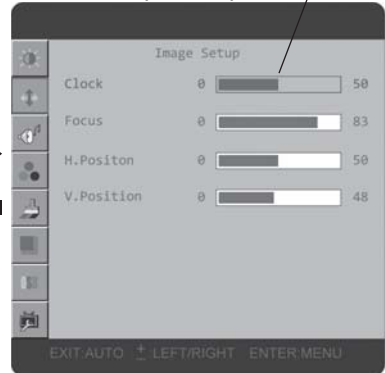 Image Setup
Clock 0 50
Focus 0 83
H.Positon 0 50
V.Position 0 48
EXIT:AUTO ± :LEFT/RIGHT ENTER:MENU